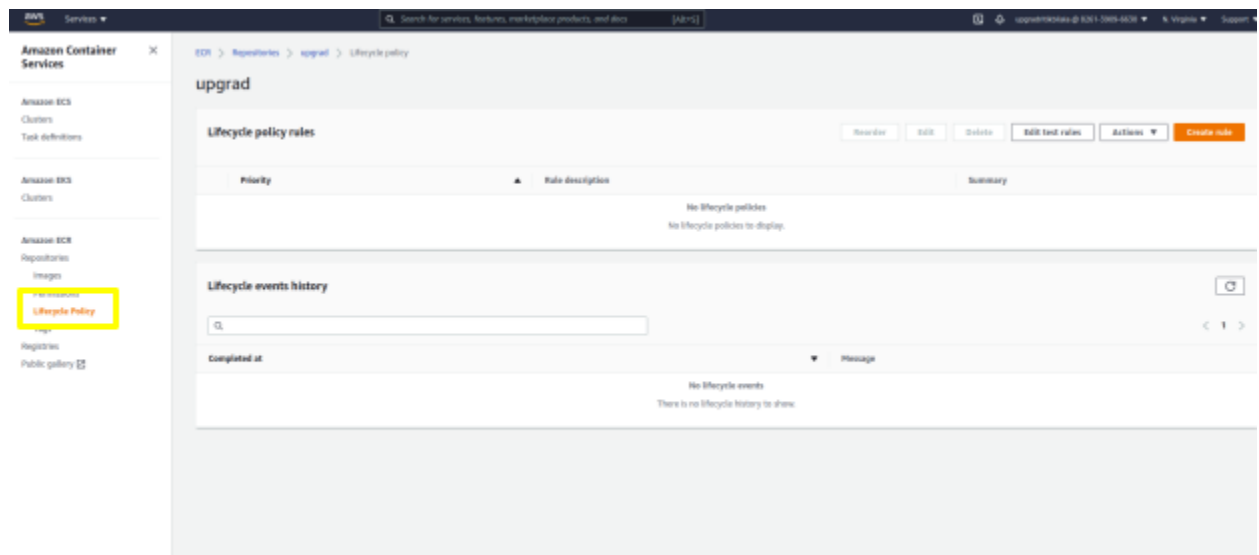 aws Services ▾ Search for services, features, marketplace products, and docs [Alt+S] N. Virginia ▾ Support
Amazon Container Services ×
ECR > Repositories > upgrad > Lifecycle policy
upgrad
Amazon ECS
Clusters
Task definitions
Amazon EKS
Clusters
Amazon ECR
Repositories
Images
Permissions
Lifecycle Policy
Tags
Registries
Public gallery
Lifecycle policy rules
Reorder Edit Delete Edit test rules Actions ▼ Create rule
Priority ▲ Rule description Summary
No lifecycle policies
No lifecycle policies to display.
Lifecycle events history
< 1 >
Completed at ▼ Message
No lifecycle events
There is no lifecycle history to show.